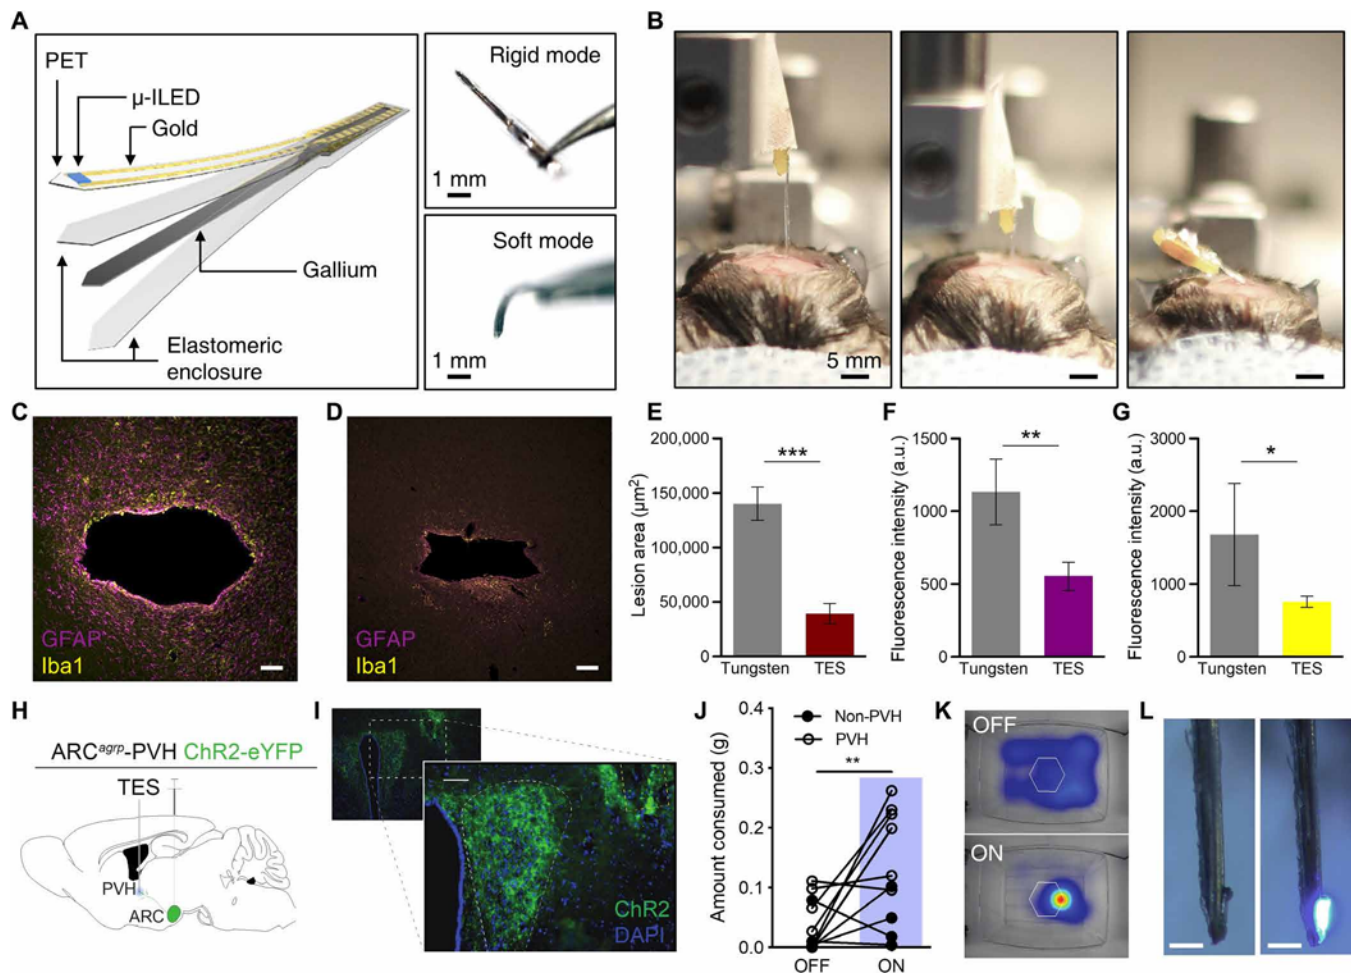 A
PET
µ-ILED
Gold
Gallium
Elastomeric
enclosure
Rigid mode
1 mm
Soft mode
1 mm
B
5 mm
C
GFAP
Iba1
D
GFAP
Iba1
E
Lesion area (µm²)
200,000
150,000
100,000
50,000
0
***
Tungsten TES
F
Fluorescence intensity (a.u.)
1500
1000
500
0
**
Tungsten TES
G
Fluorescence intensity (a.u.)
3000
2000
1000
0
*
Tungsten TES
H
ARCᵃᵍʳᵖ-PVH ChR2-eYFP
TES
PVH
ARC
I
ChR2
DAPI
J
Amount consumed (g)
0.4
0.3
0.2
0.1
0.0
Non-PVH
PVH
**
OFF ON
K
OFF
ON
L